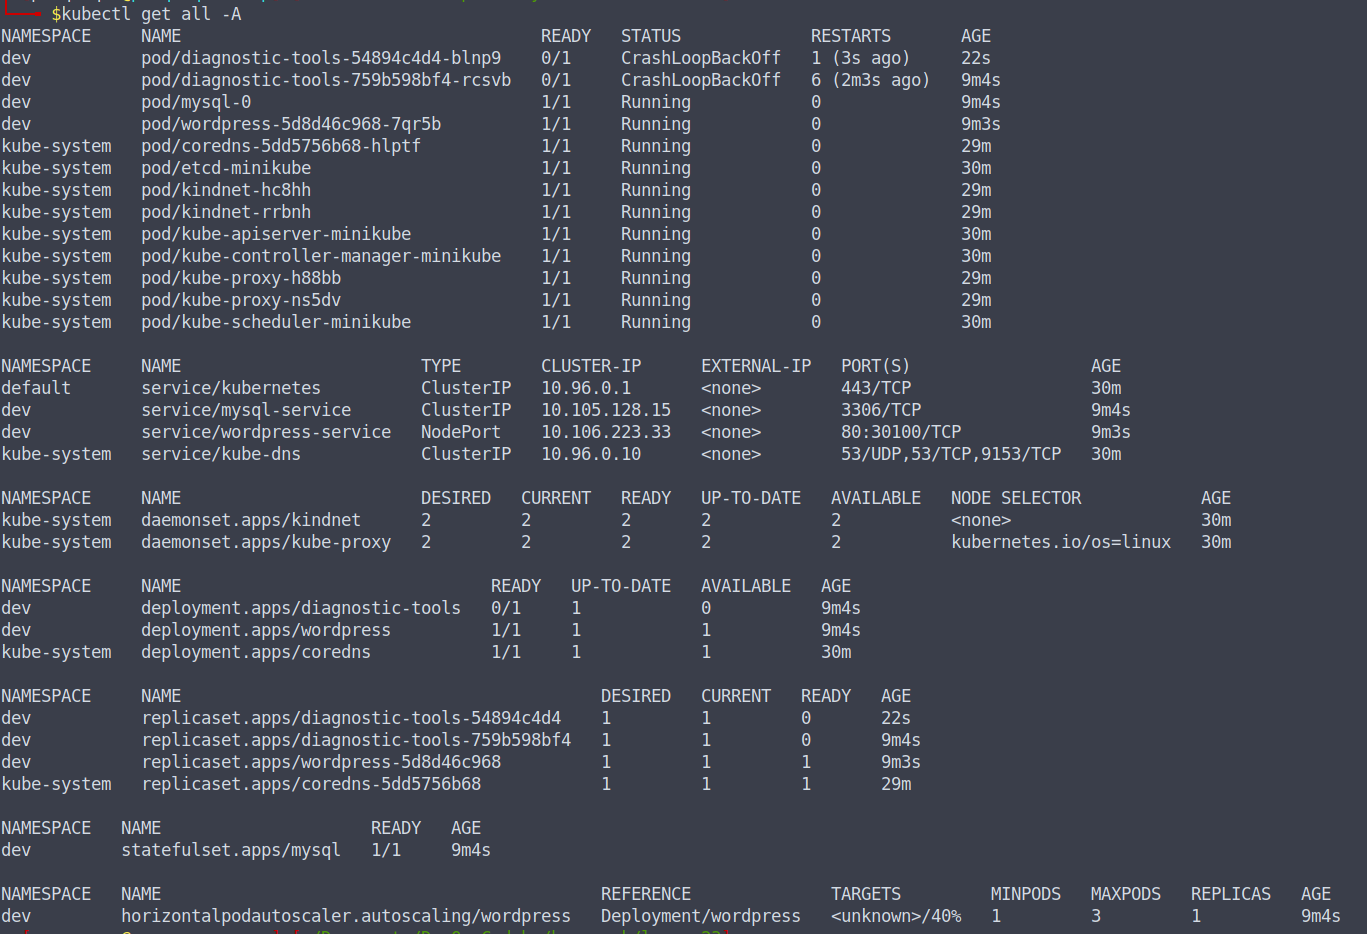 $kubectl get all -A
NAMESPACE NAME READY STATUS RESTARTS AGE
dev pod/diagnostic-tools-54894c4d4-blnp9 0/1 CrashLoopBackOff 1 (3s ago) 22s
dev pod/diagnostic-tools-759b598bf4-rcsvb 0/1 CrashLoopBackOff 6 (2m3s ago) 9m4s
dev pod/mysql-0 1/1 Running 0 9m4s
dev pod/wordpress-5d8d46c968-7qr5b 1/1 Running 0 9m3s
kube-system pod/coredns-5dd5756b68-hlptf 1/1 Running 0 29m
kube-system pod/etcd-minikube 1/1 Running 0 30m
kube-system pod/kindnet-hc8hh 1/1 Running 0 29m
kube-system pod/kindnet-rrbnh 1/1 Running 0 29m
kube-system pod/kube-apiserver-minikube 1/1 Running 0 30m
kube-system pod/kube-controller-manager-minikube 1/1 Running 0 30m
kube-system pod/kube-proxy-h88bb 1/1 Running 0 29m
kube-system pod/kube-proxy-ns5dv 1/1 Running 0 29m
kube-system pod/kube-scheduler-minikube 1/1 Running 0 30m
NAMESPACE NAME TYPE CLUSTER-IP EXTERNAL-IP PORT(S) AGE
default service/kubernetes ClusterIP 10.96.0.1 <none> 443/TCP 30m
dev service/mysql-service ClusterIP 10.105.128.15 <none> 3306/TCP 9m4s
dev service/wordpress-service NodePort 10.106.223.33 <none> 80:30100/TCP 9m3s
kube-system service/kube-dns ClusterIP 10.96.0.10 <none> 53/UDP,53/TCP,9153/TCP 30m
NAMESPACE NAME DESIRED CURRENT READY UP-TO-DATE AVAILABLE NODE SELECTOR AGE
kube-system daemonset.apps/kindnet 2 2 2 2 2 <none> 30m
kube-system daemonset.apps/kube-proxy 2 2 2 2 2 kubernetes.io/os=linux 30m
NAMESPACE NAME READY UP-TO-DATE AVAILABLE AGE
dev deployment.apps/diagnostic-tools 0/1 1 0 9m4s
dev deployment.apps/wordpress 1/1 1 1 9m4s
kube-system deployment.apps/coredns 1/1 1 1 30m
NAMESPACE NAME DESIRED CURRENT READY AGE
dev replicaset.apps/diagnostic-tools-54894c4d4 1 1 0 22s
dev replicaset.apps/diagnostic-tools-759b598bf4 1 1 0 9m4s
dev replicaset.apps/wordpress-5d8d46c968 1 1 1 9m3s
kube-system replicaset.apps/coredns-5dd5756b68 1 1 1 29m
NAMESPACE NAME READY AGE
dev statefulset.apps/mysql 1/1 9m4s
NAMESPACE NAME REFERENCE TARGETS MINPODS MAXPODS REPLICAS AGE
dev horizontalpodautoscaler.autoscaling/wordpress Deployment/wordpress <unknown>/40% 1 3 1 9m4s